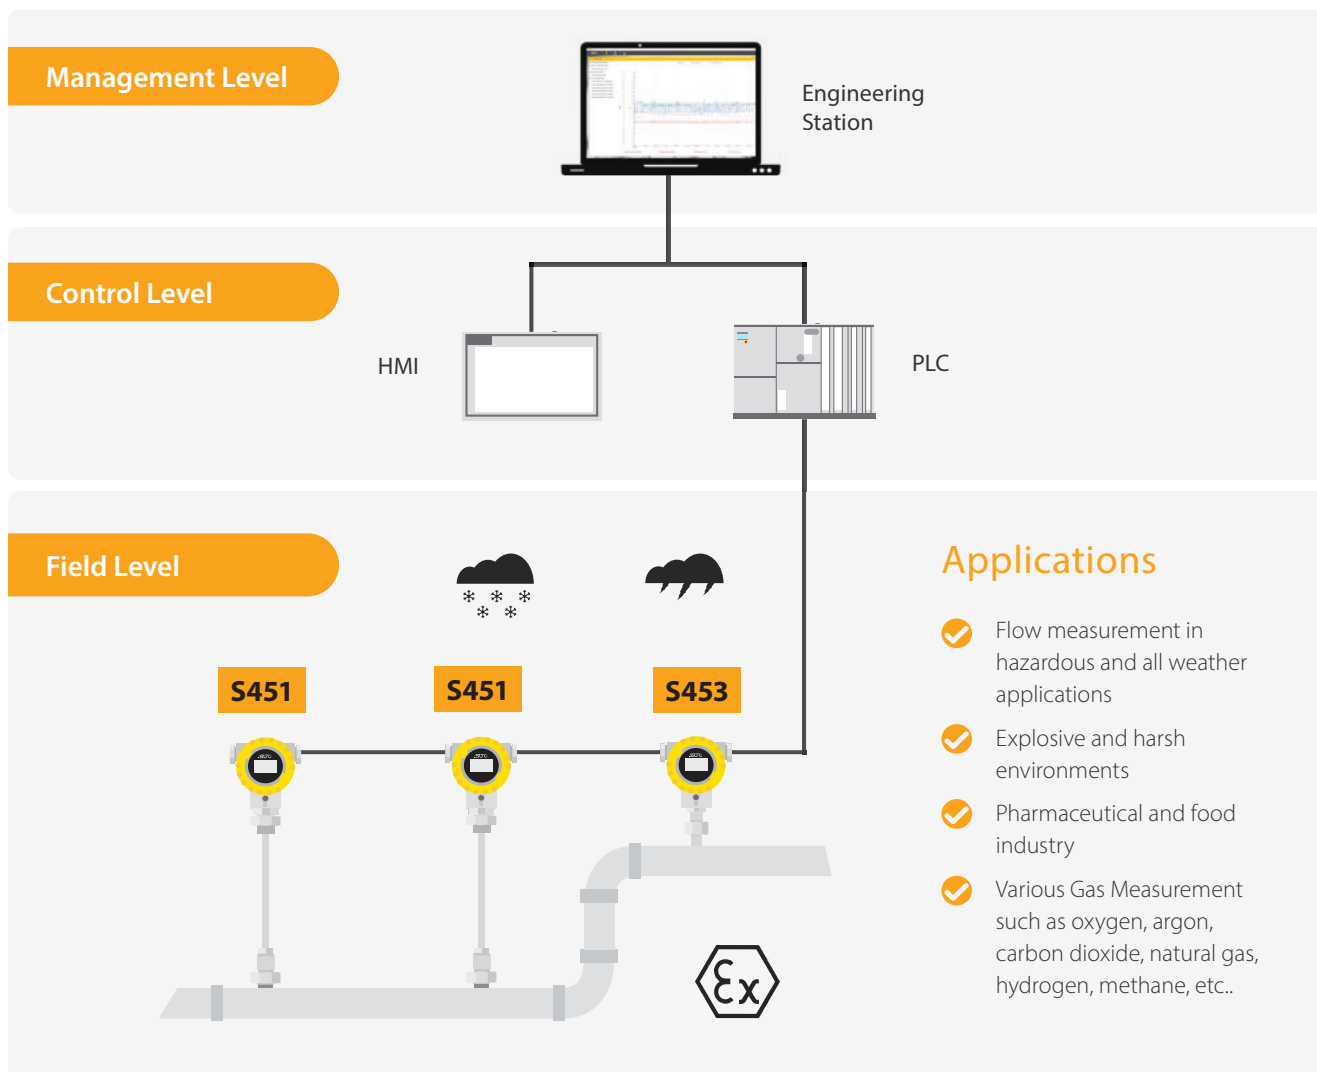 Management Level
Engineering
Station
Control Level
HMI
PLC
Field Level
Applications
Flow measurement in
hazardous and all weather
applications
Explosive and harsh
environments
Pharmaceutical and food
industry
Various Gas Measurement
such as oxygen, argon,
carbon dioxide, natural gas,
hydrogen, methane, etc..
S451
S451
S453
Ex